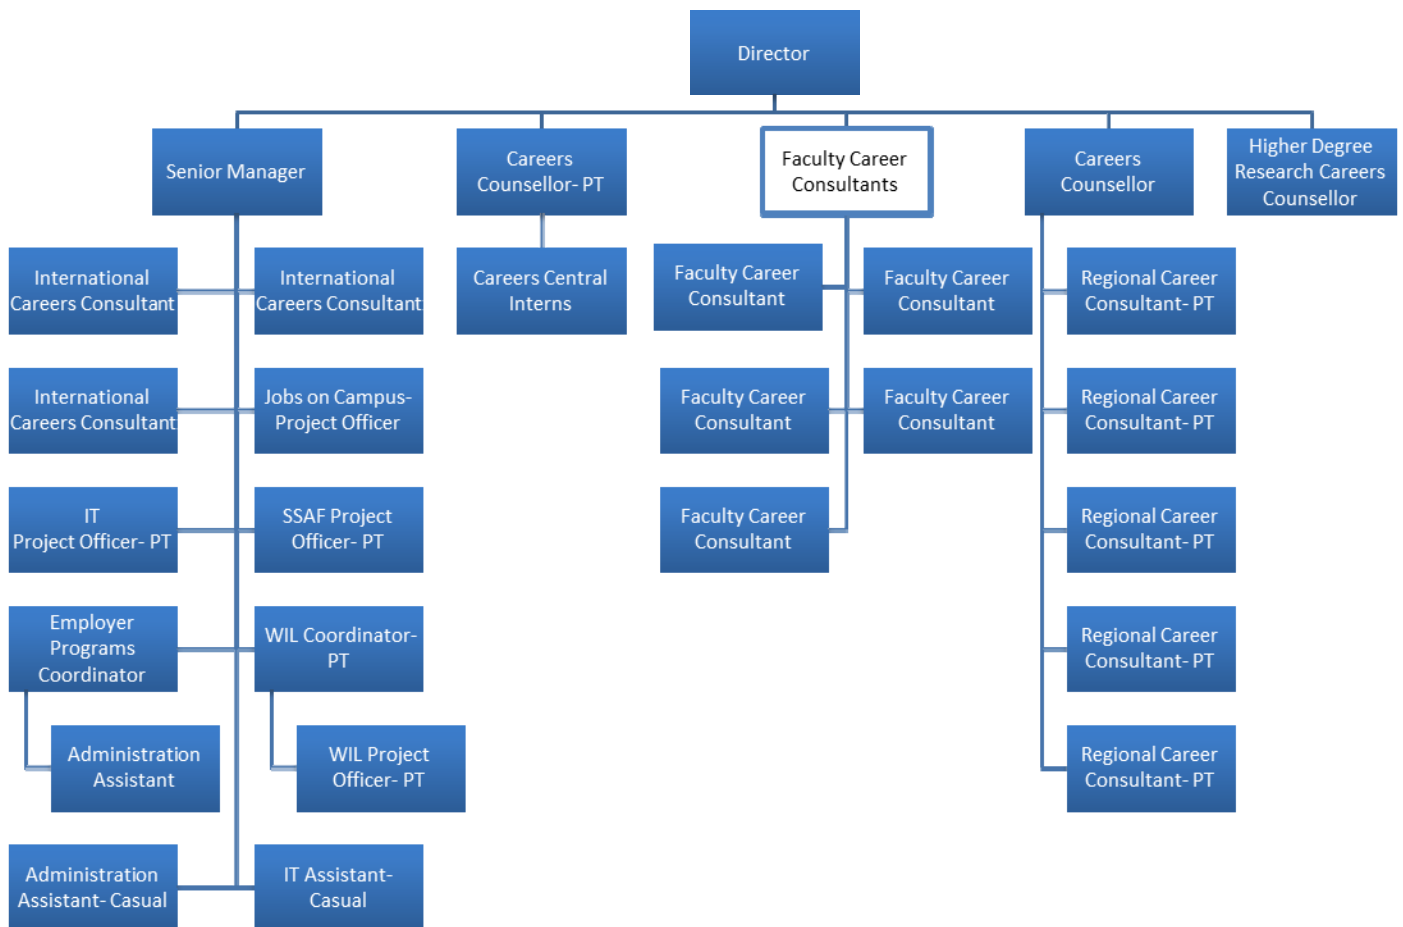 Director
Senior Manager
Careers
Counsellor- PT
Faculty Career
Consultants
Careers
Counsellor
Higher Degree
Research Careers
Counsellor
International
Careers Consultant
International
Careers Consultant
Careers Central
Interns
Faculty Career
Consultant
Faculty Career
Consultant
Regional Career
Consultant- PT
International
Careers Consultant
Jobs on Campus-
Project Officer
Faculty Career
Consultant
Faculty Career
Consultant
Regional Career
Consultant- PT
IT
Project Officer- PT
SSAF Project
Officer- PT
Faculty Career
Consultant
Regional Career
Consultant- PT
Employer
Programs
Coordinator
WIL Coordinator-
PT
Regional Career
Consultant- PT
Administration
Assistant
WIL Project
Officer- PT
Regional Career
Consultant- PT
Administration
Assistant- Casual
IT Assistant-
Casual